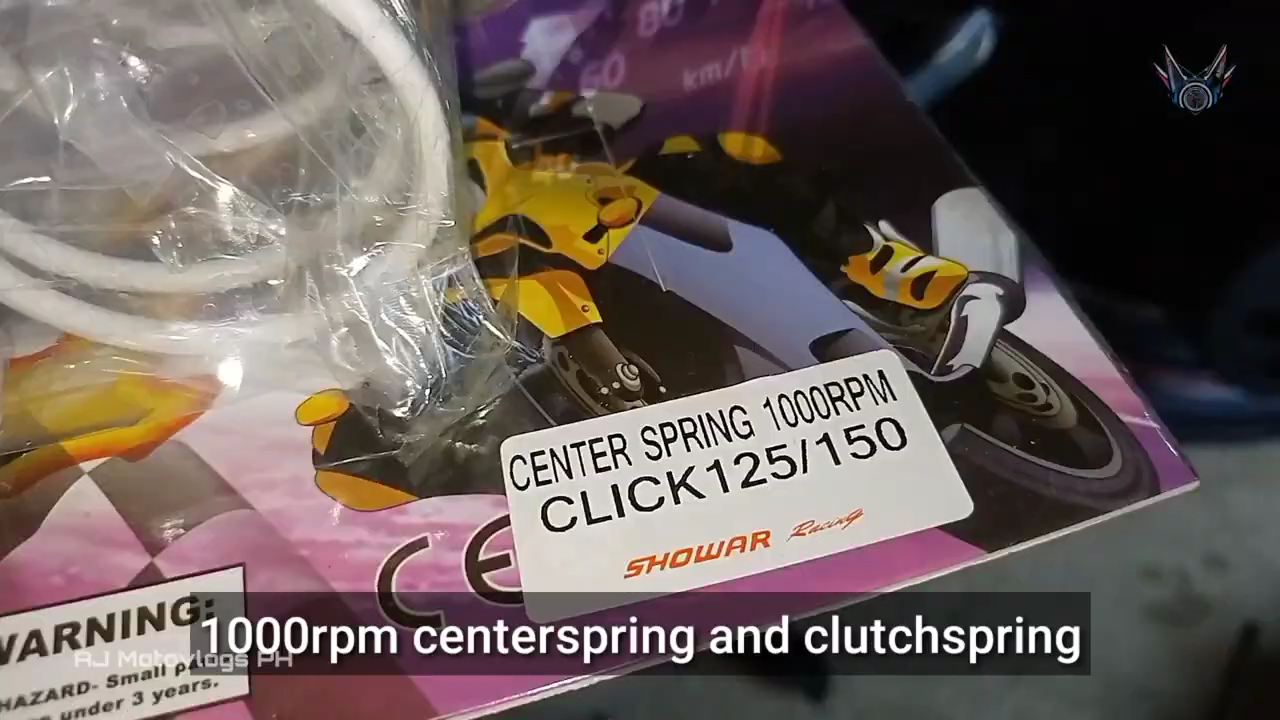 80
60
km/h
CENTER SPRING 1000RPM
CLICK125/150
SHOWAR Racing
CE
WARNING:
1000rpm centerspring and clutchspring
AJ Motovlogs PH
HAZARD- Small
under 3 years.